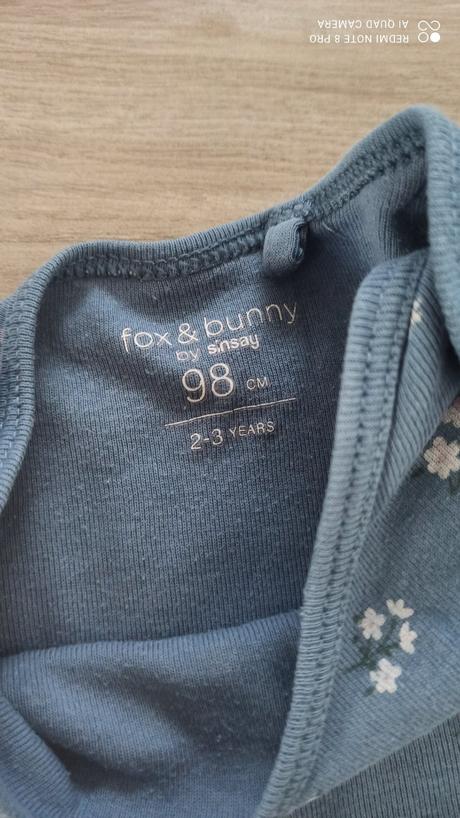 REDMI NOTE 8 PRO
AI QUAD CAMERA
fox & bunny
by sinsay
98 CM
2-3 YEARS